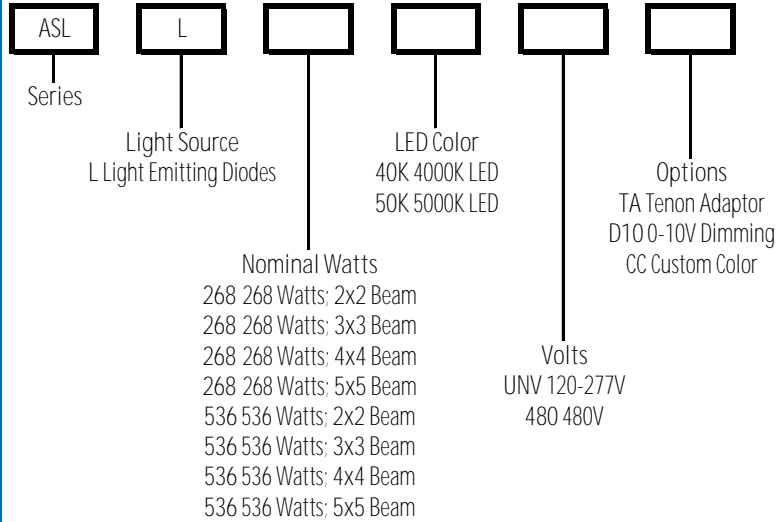 ASL
L
Series
Light Source
L Light Emitting Diodes
LED Color
40K 4000K LED
50K 5000K LED
Options
TA Tenon Adaptor
D10 0-10V Dimming
CC Custom Color
Nominal Watts
268 268 Watts; 2x2 Beam
268 268 Watts; 3x3 Beam
268 268 Watts; 4x4 Beam
268 268 Watts; 5x5 Beam
536 536 Watts; 2x2 Beam
536 536 Watts; 3x3 Beam
536 536 Watts; 4x4 Beam
536 536 Watts; 5x5 Beam
Volts
UNV 120-277V
480 480V